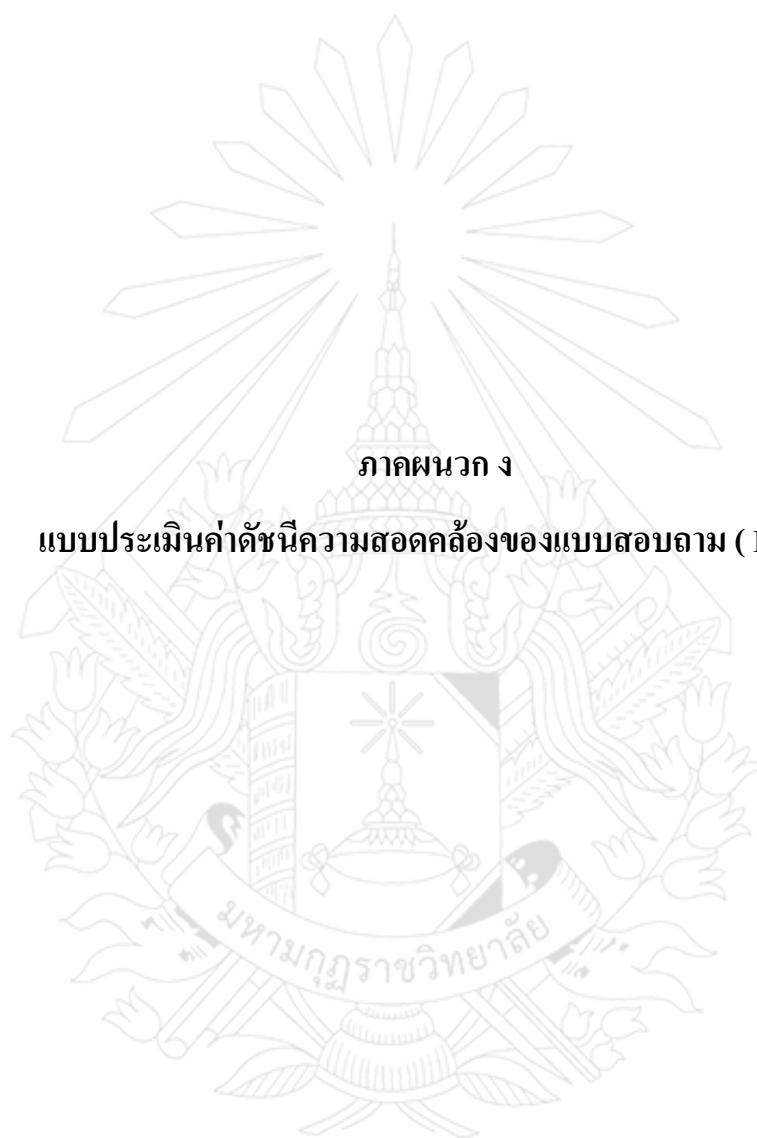 ภาคผนวก ง
แบบประเมินค่าดัชนีความสอดคล้องของแบบสอบถาม (
มหามกุฏราชวิทยาลัย